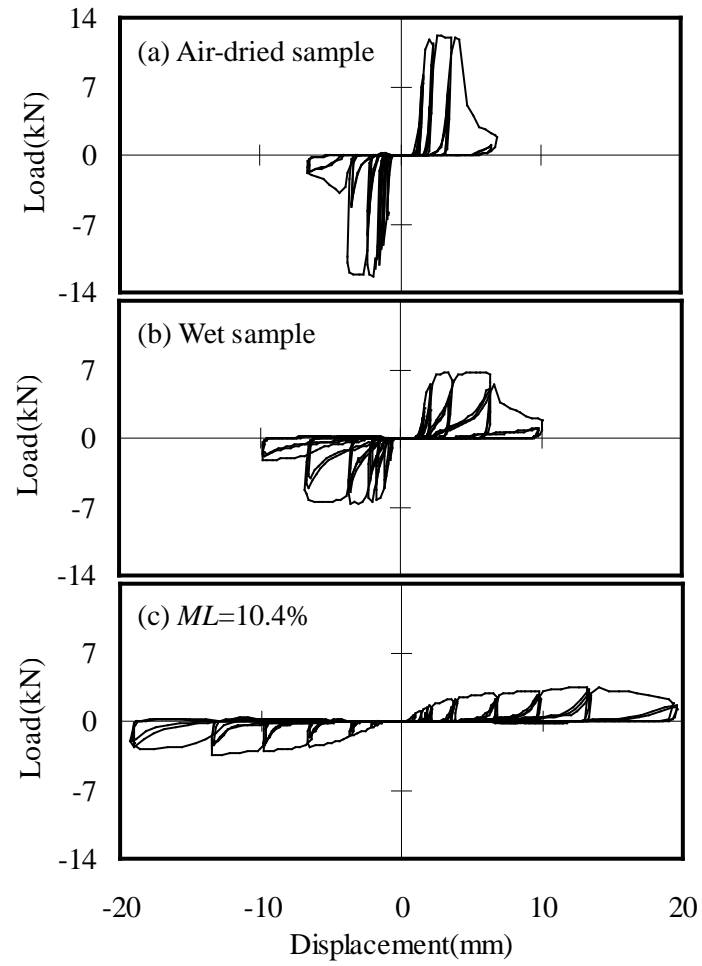 14
(a) Air-dried sample
7
Load(kN)
0
-7
-14
(b) Wet sample
7
Load(kN)
0
-7
-14
(c) ML=10.4%
7
Load(kN)
0
-7
-14
-20 -10 0 10 20
Displacement(mm)